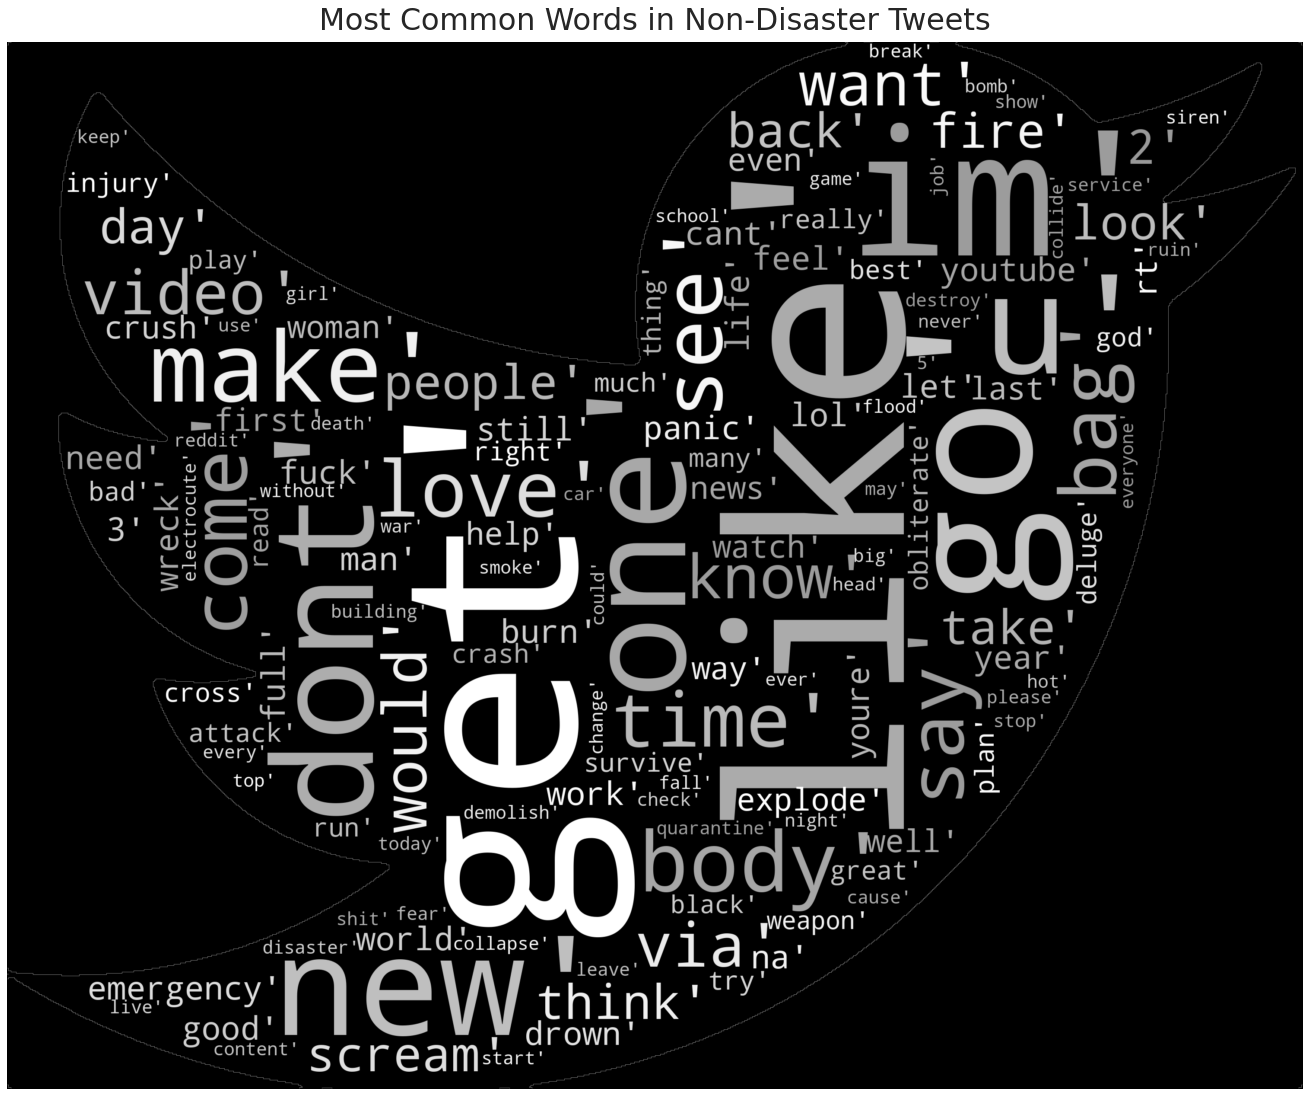 Most Common Words in Non-Disaster Tweets
break'
want'
bomb'
show'
keep'
back'
fire'
siren'
2'
even'
im'
job'
injury'
game'
service'
day'
school'
really'
collide'
look'
cant'
play'
feel'
best'
youtube'
rt'
ruin'
video'
girl'
thing'
see'
life'
destroy'
never'
u'
god'
crush'
use'
woman'
make'
people'
much'
5'
let'
last'
bag'
first'
death'
still'
lol'
flood'
reddit'
right'
panic'
like'
go'
need'
come'
fuck'
love'
many'
everyone'
bad'
electrocute'
without'
car'
one'
news'
may'
obliterate'
3'
wreck'
read'
dont'
war'
help'
watch'
deluge'
man'
get'
smoke'
know'
big'
head'
building'
could'
burn'
take'
crash'
way'
ever'
youre'
say'
year'
full'
would'
hot'
cross'
change'
time'
please'
attack'
stop'
every'
survive'
plan'
top'
fall'
work'
check'
explode'
demolish'
run'
quarantine'
night'
today'
body'
well'
great'
cause'
black'
shit'
fear'
weapon'
disaster'
world'
collapse'
via'
na'
new'
leave'
try'
emergency'
live'
think'
good'
drown'
content'
scream'
start'